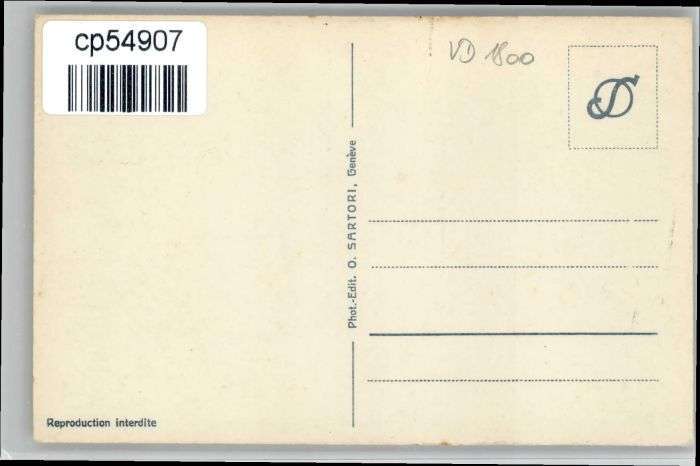 cp54907
VD 1800
Phot.-Edit. O. SARTORI, Genève
Reproduction interdite